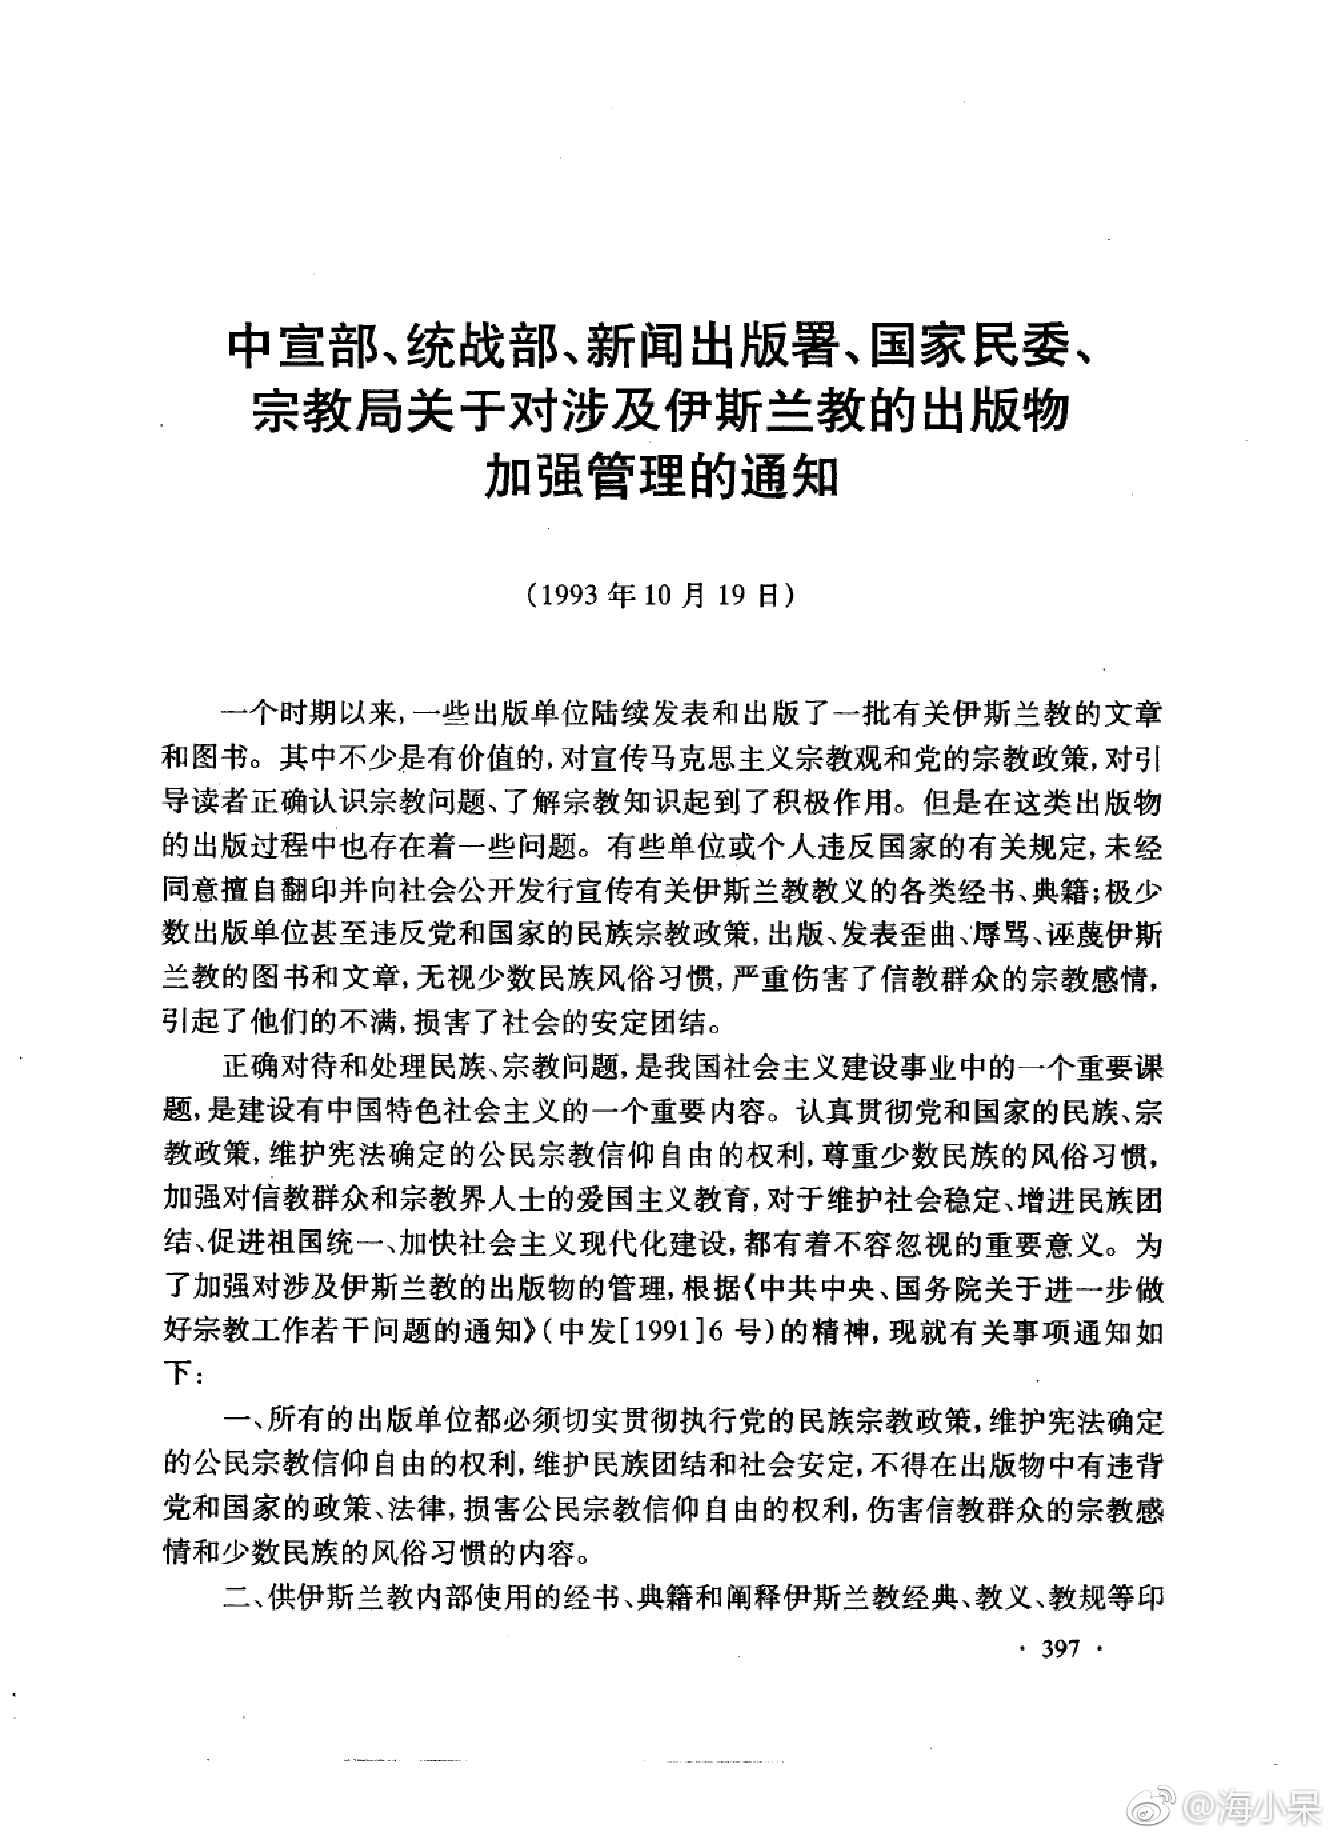 中宣部、统战部、新闻出版署、国家民委、
宗教局关于对涉及伊斯兰教的出版物
加强管理的通知
(1993年10月19日)
一个时期以来,一些出版单位陆续发表和出版了一批有关伊斯兰教的文章
和图书。其中不少是有价值的,对宣传马克思主义宗教观和党的宗教政策,对引
导读者正确认识宗教问题、了解宗教知识起到了积极作用。但是在这类出版物
的出版过程中也存在着一些问题。有些单位或个人违反国家的有关规定,未经
同意擅自翻印并向社会公开发行宣传有关伊斯兰教教义的各类经书、典籍;极少
数出版单位甚至违反党和国家的民族宗教政策,出版、发表歪曲、辱骂、诬蔑伊斯
兰教的图书和文章,无视少数民族风俗习惯,严重伤害了信教群众的宗教感情,
引起了他们的不满,损害了社会的安定团结。
正确对待和处理民族、宗教问题,是我国社会主义建设事业中的一个重要课
题,是建设有中国特色社会主义的一个重要内容。认真贯彻党和国家的民族、宗
教政策,维护宪法确定的公民宗教信仰自由的权利,尊重少数民族的风俗习惯,
加强对信教群众和宗教界人士的爱国主义教育,对于维护社会稳定、增进民族团
结、促进祖国统一、加快社会主义现代化建设,都有着不容忽视的重要意义。为
了加强对涉及伊斯兰教的出版物的管理,根据《中共中央、国务院关于进一步做
好宗教工作若干问题的通知》(中发[1991]6号)的精神,现就有关事项通知如
下:
一、所有的出版单位都必须切实贯彻执行党的民族宗教政策,维护宪法确定
的公民宗教信仰自由的权利,维护民族团结和社会安定,不得在出版物中有违背
党和国家的政策、法律,损害公民宗教信仰自由的权利,伤害信教群众的宗教感
情和少数民族的风俗习惯的内容。
二、供伊斯兰教内部使用的经书、典籍和阐释伊斯兰教经典、教义、教规等印
· 397 ·
@海小呆